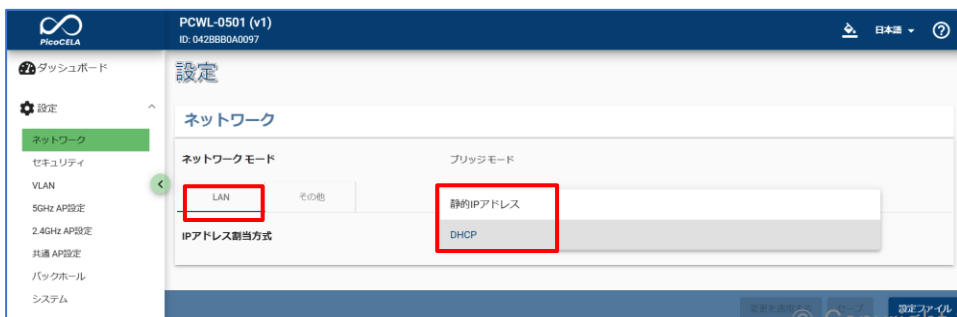 PicoCELA
PCWL-0501 (v1)
ID: 042BBB0A0097
日本語
ダッシュボード
設定
ネットワーク
セキュリティ
VLAN
5GHz AP設定
2.4GHz AP設定
共通 AP設定
バックホール
システム
設定
ネットワーク
ネットワーク モード
ブリッジモード
LAN
その他
IPアドレス割当方式
静的IPアドレス
DHCP
設定ファイル